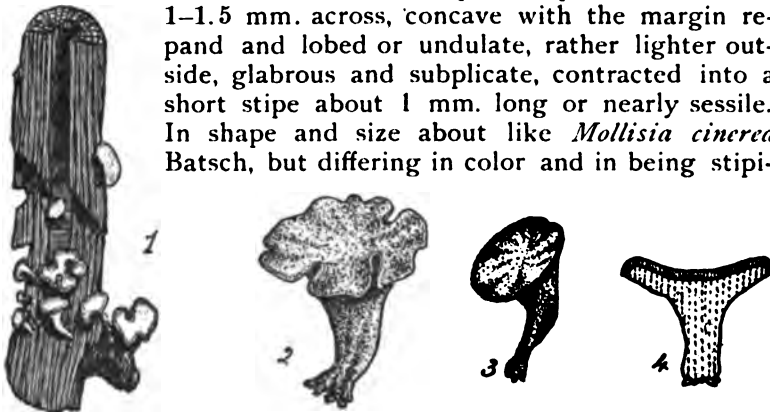 1–1.5 mm. across, concave with the margin re-
pand and lobed or undulate, rather lighter out-
side, glabrous and subplicate, contracted into a
short stipe about 1 mm. long or nearly sessile.
In shape and size about like Mollisia cinerea
Batsch, but differing in color and in being stipi-
1
2
3
4